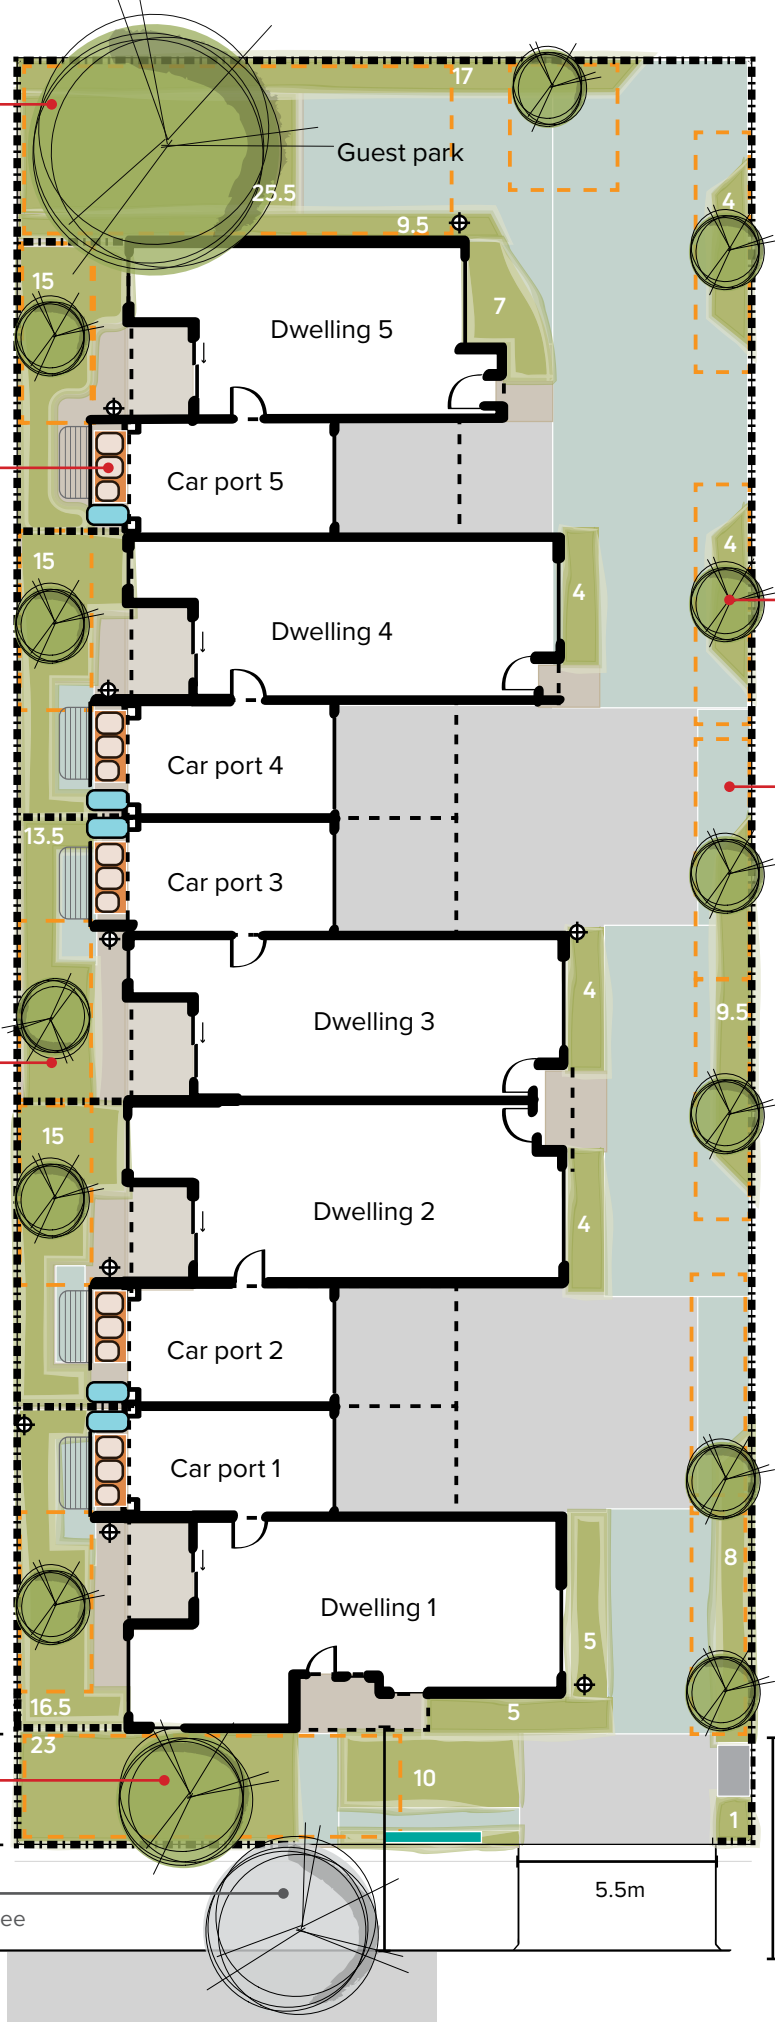 17
Guest park
4
25.5
9.5
15
7
Dwelling 5
Car port 5
15
4
4
Dwelling 4
Car port 4
13.5
Car port 3
4
9.5
Dwelling 3
15
Dwelling 2
4
Car port 2
Car port 1
8
Dwelling 1
5
16.5
5
23
10
1
5.5m
ee